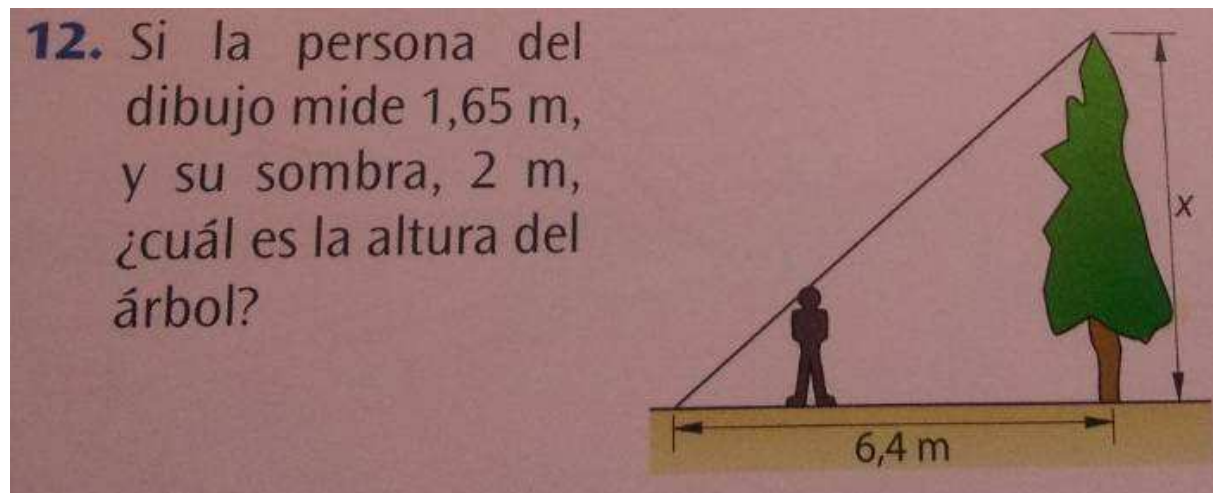 12. Si la persona del
dibujo mide 1,65 m,
y su sombra, 2 m,
¿cuál es la altura del
árbol?
x
6,4 m